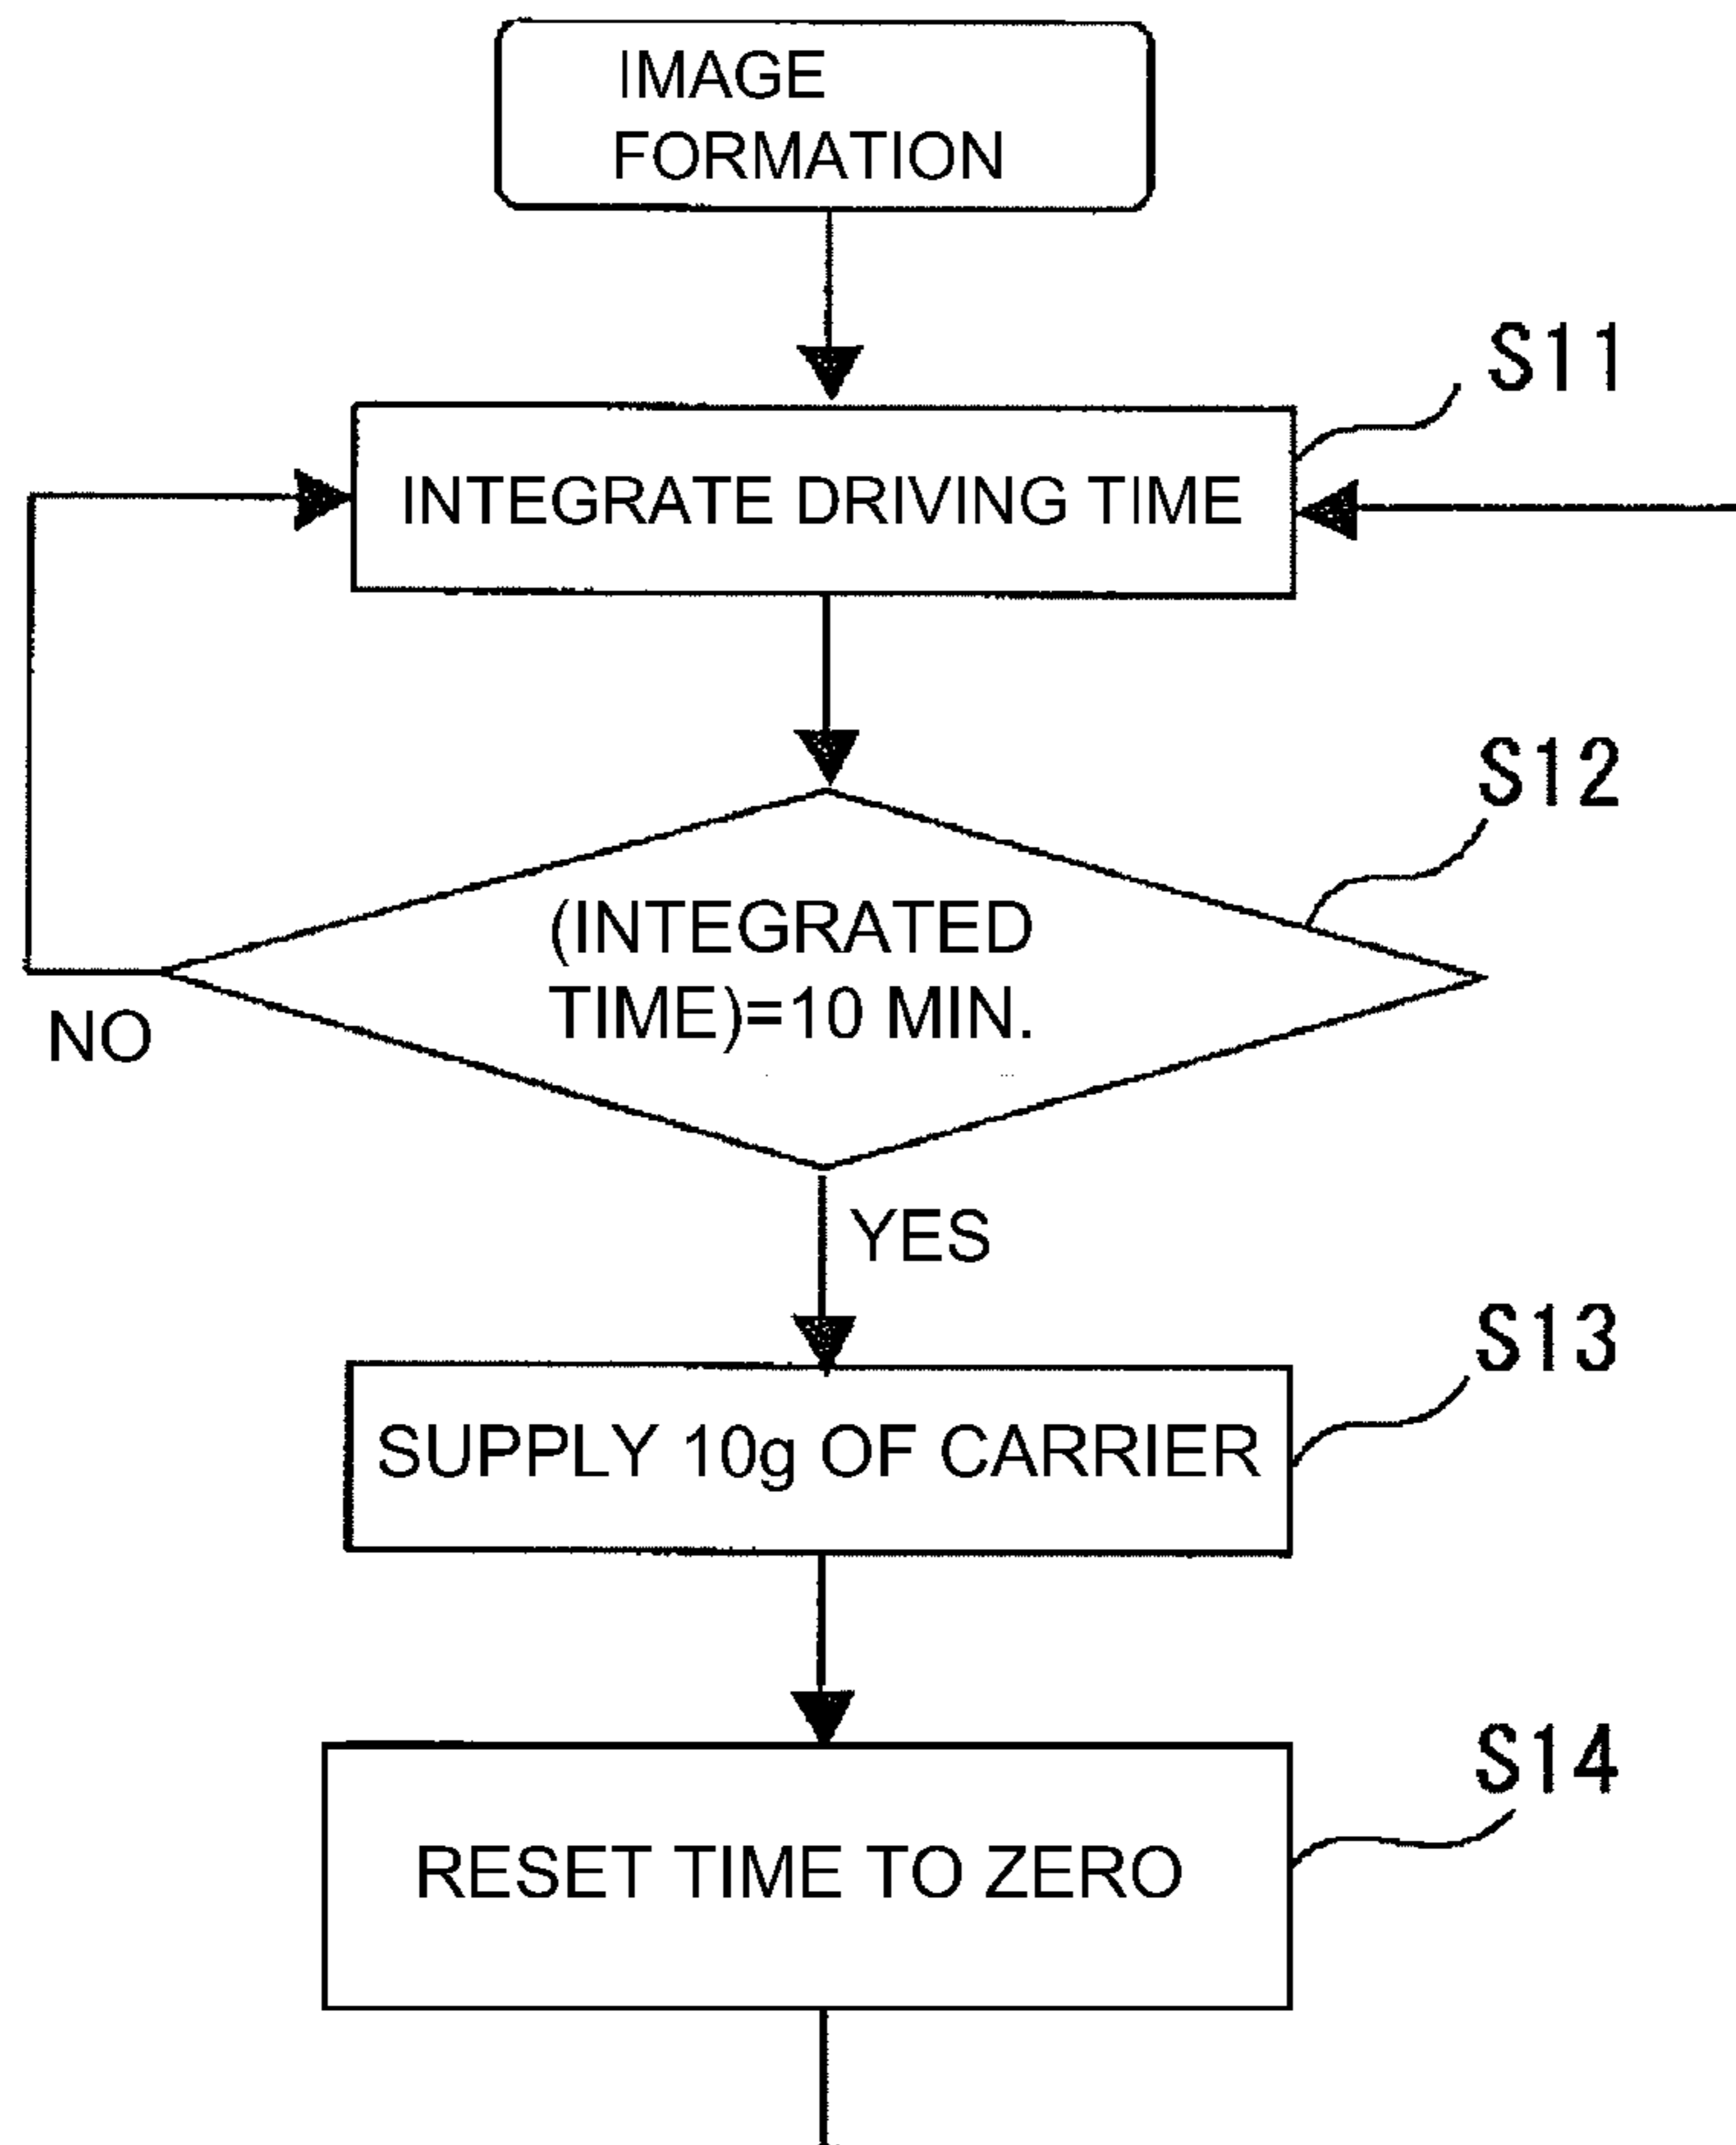 IMAGE
FORMATION
S11
INTEGRATE DRIVING TIME
S12
(INTEGRATED
TIME)=10 MIN.
NO
YES
S13
SUPPLY 10g OF CARRIER
S14
RESET TIME TO ZERO